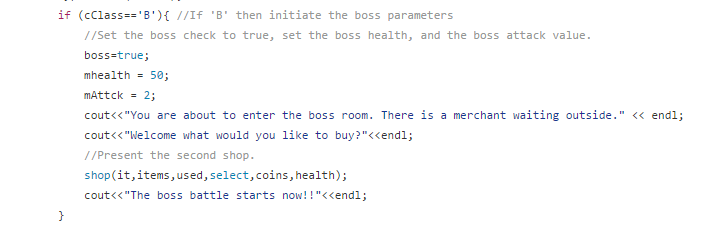 if (cClass=='B'){ //If 'B' then initiate the boss parameters
//Set the boss check to true, set the boss health, and the boss attack value.
boss=true;
mhealth = 50;
mAttck = 2;
cout<<"You are about to enter the boss room. There is a merchant waiting outside." << endl;
cout<<"Welcome what would you like to buy?"<<endl;
//Present the second shop.
shop(it,items,used,select,coins,health);
cout<<"The boss battle starts now!!"<<endl;
}